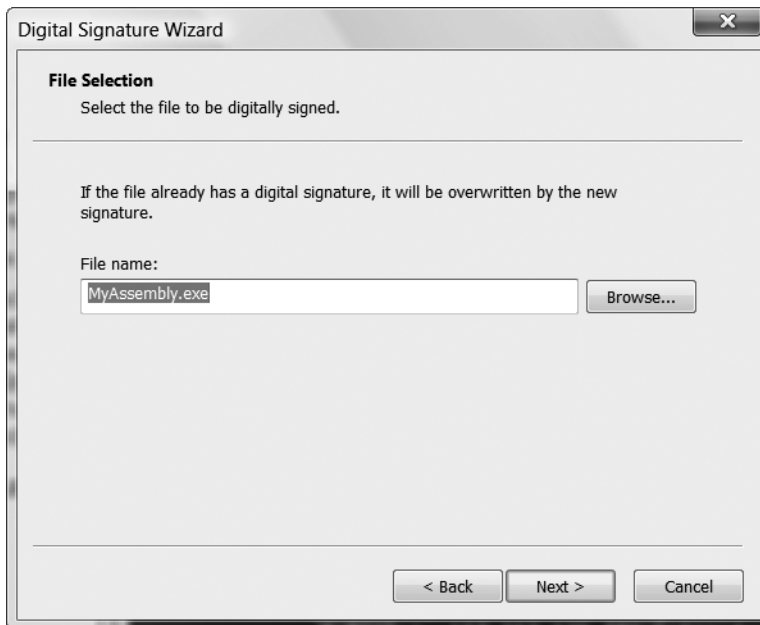 Digital Signature Wizard
File Selection
Select the file to be digitally signed.
If the file already has a digital signature, it will be overwritten by the new
signature.
File name:
MyAssembly.exe
Browse...
< Back
Next >
Cancel